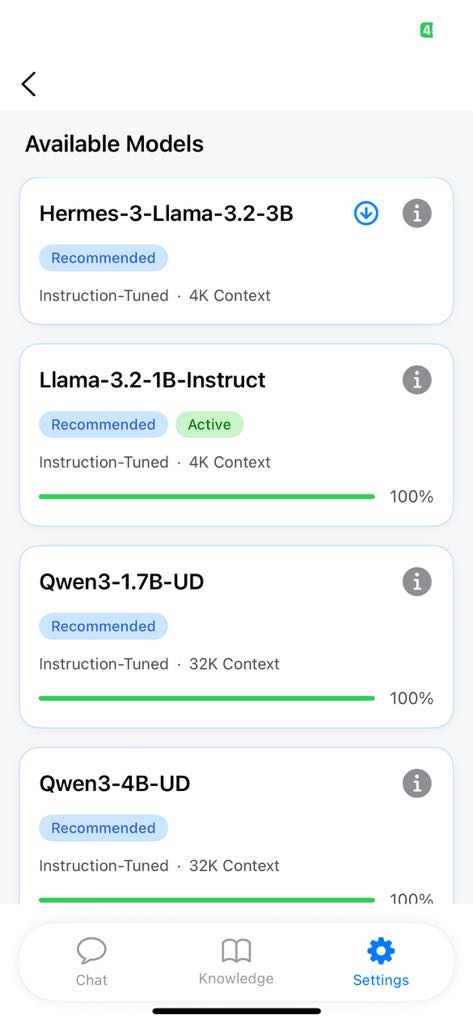 4
Available Models
Hermes-3-Llama-3.2-3B
Recommended
Instruction-Tuned · 4K Context
Llama-3.2-1B-Instruct
Recommended Active
Instruction-Tuned · 4K Context
100%
Qwen3-1.7B-UD
Recommended
Instruction-Tuned · 32K Context
100%
Qwen3-4B-UD
Recommended
Instruction-Tuned · 32K Context
100%
Chat Knowledge Settings